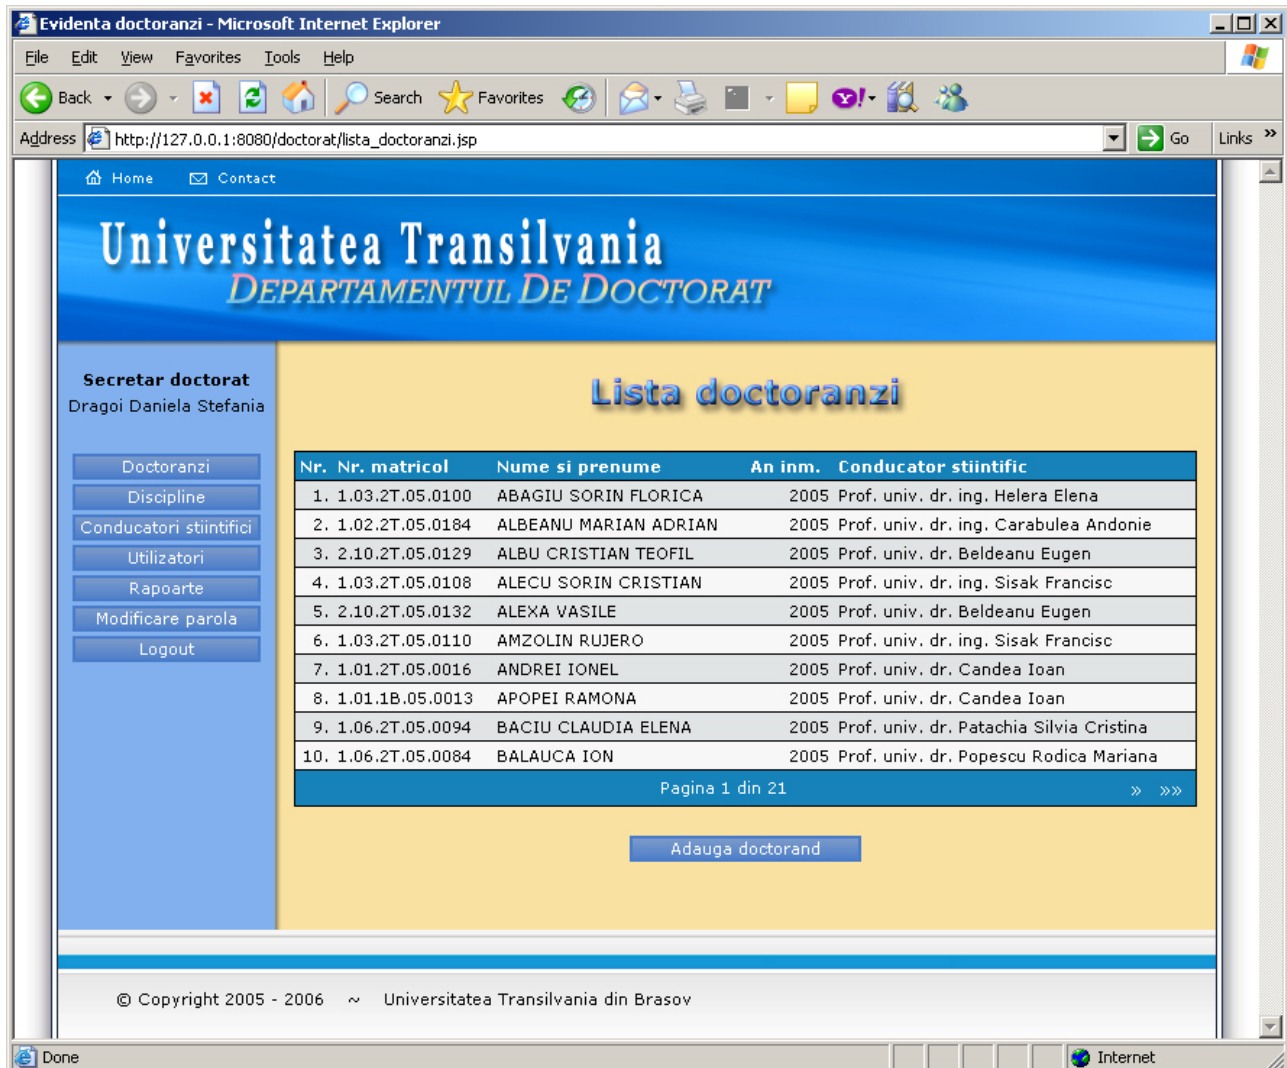 Evidenta doctoranzi - Microsoft Internet Explorer
File Edit View Favorites Tools Help
Back Search Favorites
Address http://127.0.0.1:8080/doctorat/lista_doctoranzi.jsp Go Links »
Home Contact
Universitatea Transilvania
DEPARTAMENTUL DE DOCTORAT
Secretar doctorat
Dragoi Daniela Stefania
Doctoranzi
Discipline
Conducatori stiintifici
Utilizatori
Rapoarte
Modificare parola
Logout
Lista doctoranzi
Nr. Nr. matricol Nume si prenume An inm. Conducator stiintific
1. 1.03.2T.05.0100 ABAGIU SORIN FLORICA 2005 Prof. univ. dr. ing. Helera Elena
2. 1.02.2T.05.0184 ALBEANU MARIAN ADRIAN 2005 Prof. univ. dr. ing. Carabulea Andonie
3. 2.10.2T.05.0129 ALBU CRISTIAN TEOFIL 2005 Prof. univ. dr. Beldeanu Eugen
4. 1.03.2T.05.0108 ALECU SORIN CRISTIAN 2005 Prof. univ. dr. ing. Sisak Francisc
5. 2.10.2T.05.0132 ALEXA VASILE 2005 Prof. univ. dr. Beldeanu Eugen
6. 1.03.2T.05.0110 AMZOLIN RUJERO 2005 Prof. univ. dr. ing. Sisak Francisc
7. 1.01.2T.05.0016 ANDREI IONEL 2005 Prof. univ. dr. Candea Ioan
8. 1.01.1B.05.0013 APOPEI RAMONA 2005 Prof. univ. dr. Candea Ioan
9. 1.06.2T.05.0094 BACIU CLAUDIA ELENA 2005 Prof. univ. dr. Patachia Silvia Cristina
10. 1.06.2T.05.0084 BALAUCA ION 2005 Prof. univ. dr. Popescu Rodica Mariana
Pagina 1 din 21 » »»
Adauga doctorand
© Copyright 2005 - 2006 ~ Universitatea Transilvania din Brasov
Done Internet